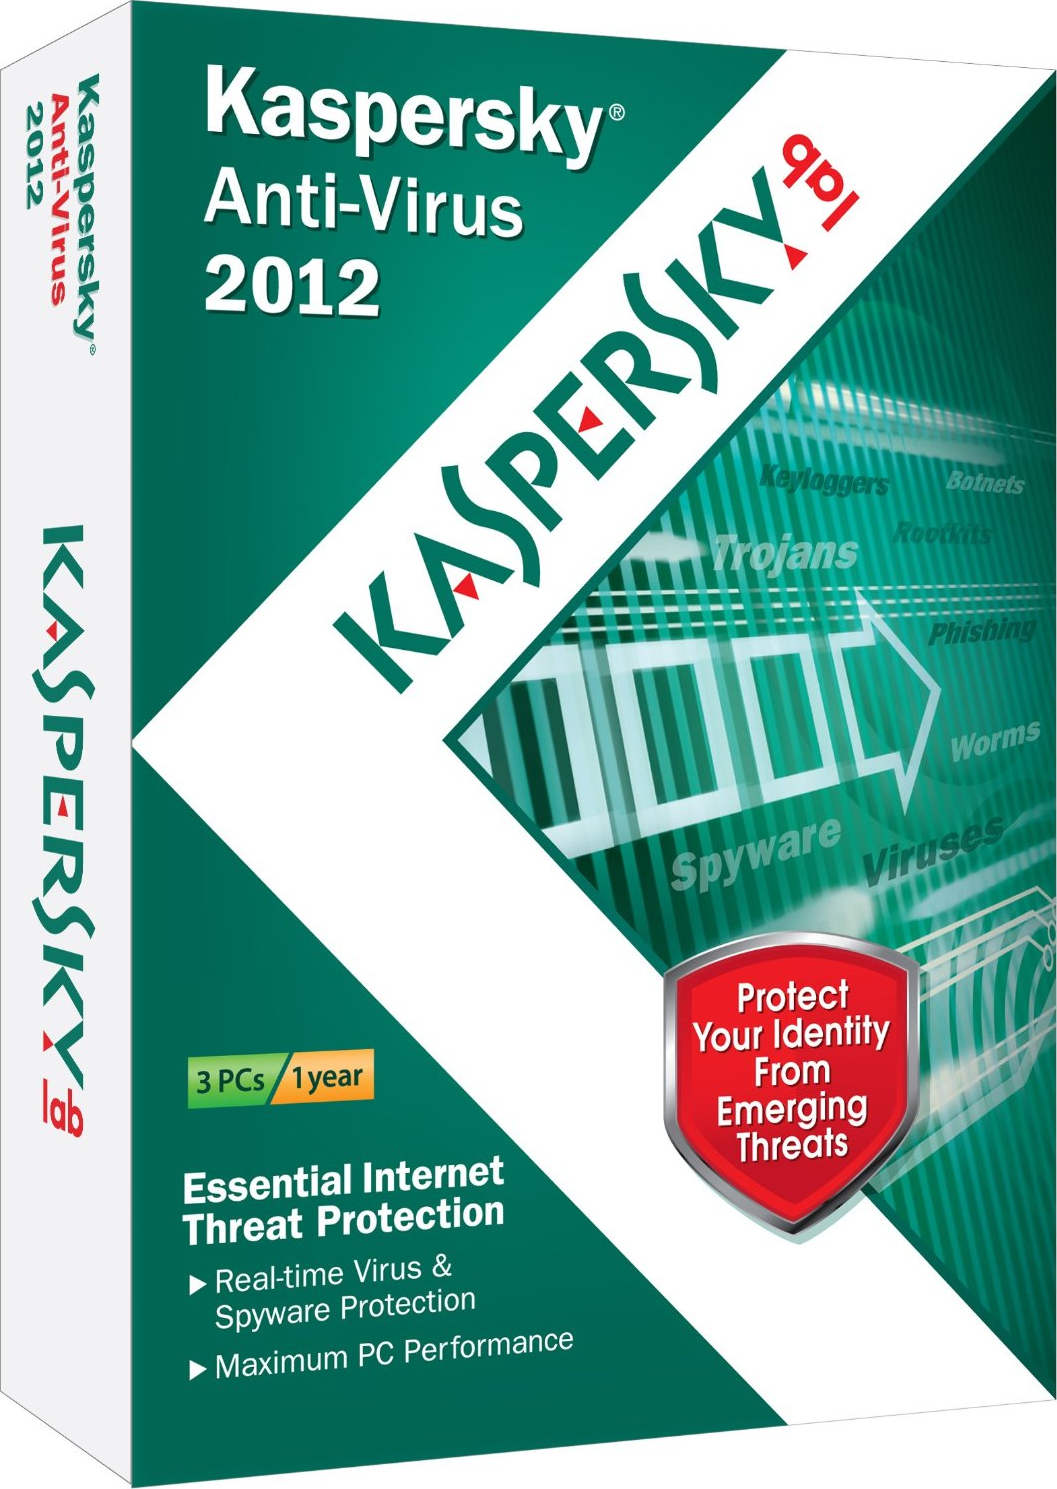 Kaspersky®
Anti-Virus
2012
KASPERSKY lab
Keyloggers
Botnets
Rootkits
Trojans
Phishing
Worms
Spyware
Viruses
Protect
Your Identity
From
Emerging
Threats
3 PCs / 1 year
Essential Internet
Threat Protection
▶ Real-time Virus &
Spyware Protection
▶ Maximum PC Performance
Kaspersky®
Anti-Virus
2012
KASPERSKY lab